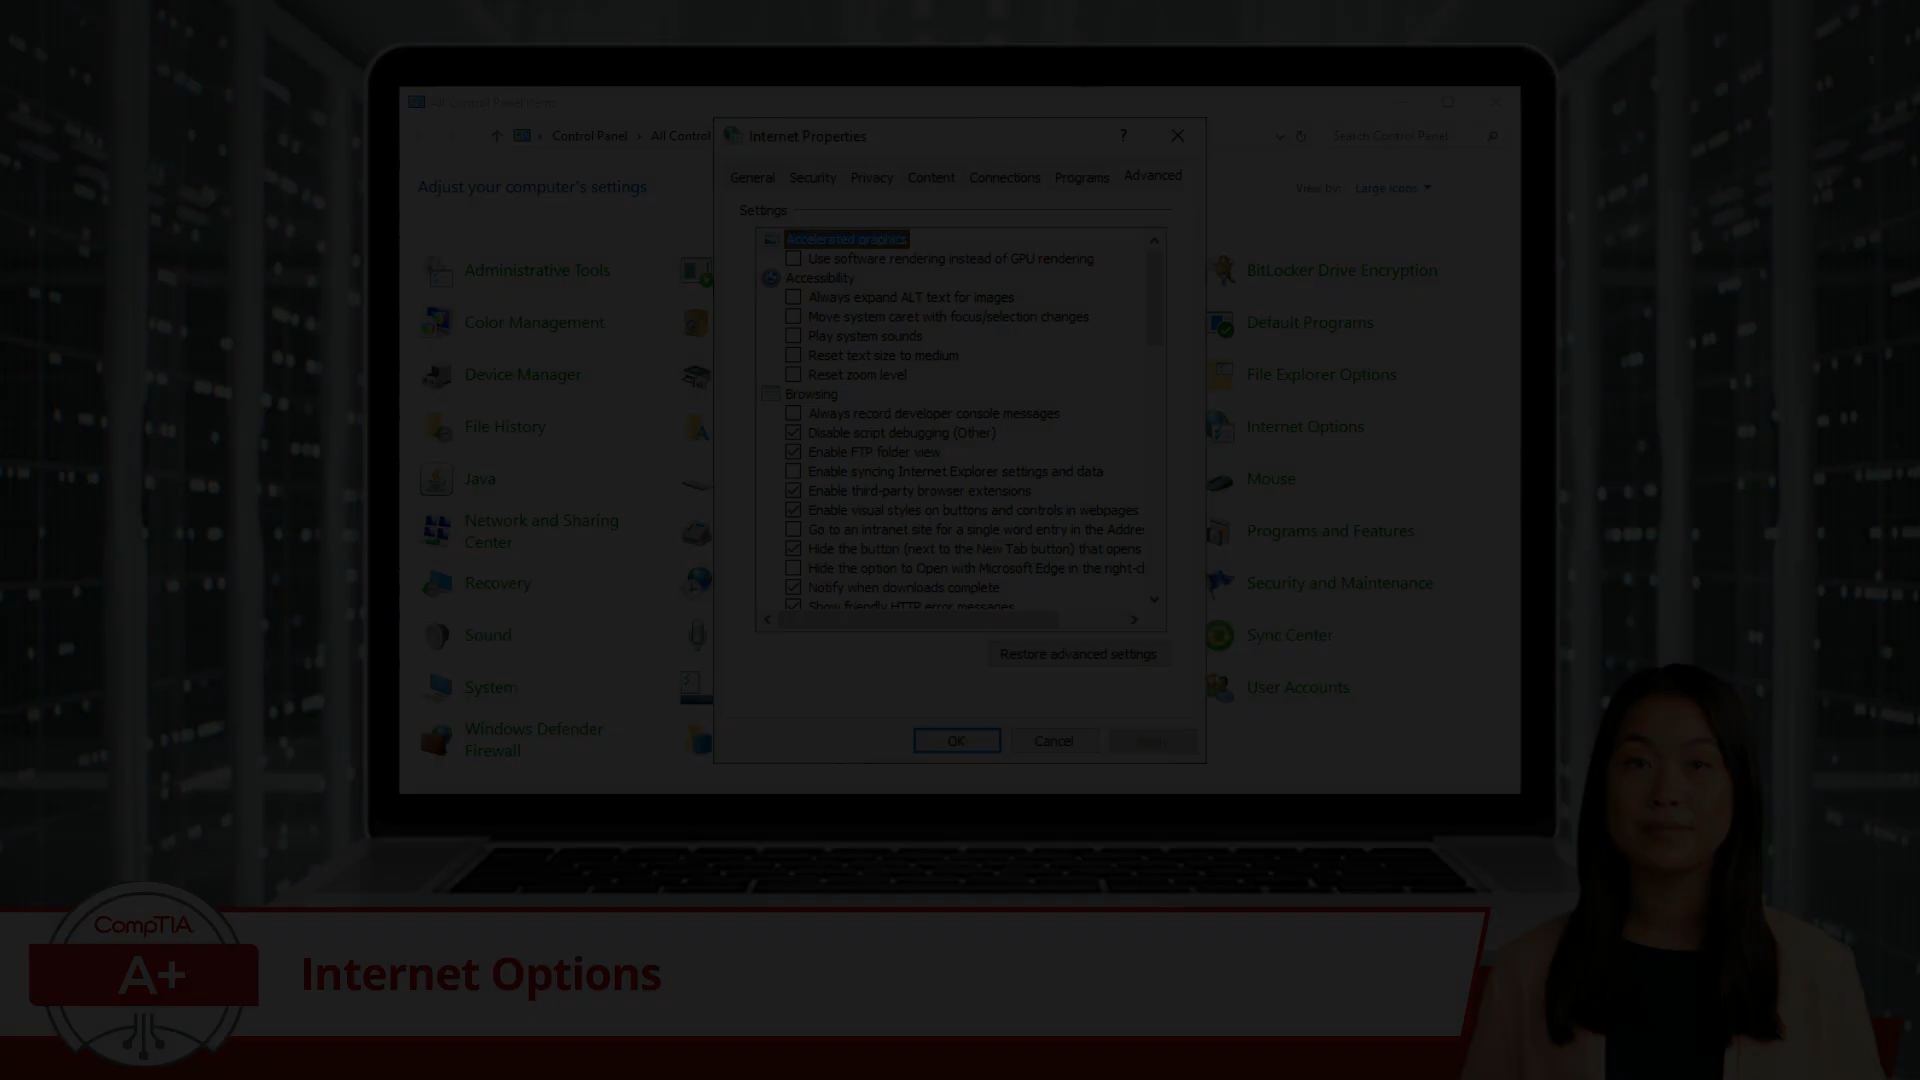 All Control Panel Items
Control Panel › All Control
Search Control Panel
Internet Properties
?
General Security Privacy Content Connections Programs Advanced
Adjust your computer's settings
View by: Large icons
Settings
Accelerated graphics
Use software rendering instead of GPU rendering
Accessibility
Always expand ALT text for images
Move system caret with focus/selection changes
Play system sounds
Reset text size to medium
Reset zoom level
Browsing
Always record developer console messages
Disable script debugging (Other)
Enable FTP folder view
Enable syncing Internet Explorer settings and data
Enable third-party browser extensions
Enable visual styles on buttons and controls in webpages
Go to an intranet site for a single word entry in the Addre
Hide the button (next to the New Tab button) that opens
Hide the option to Open with Microsoft Edge in the right-cl
Notify when downloads complete
Show friendly HTTP error messages
Restore advanced settings
OK
Cancel
Administrative Tools
Color Management
Device Manager
File History
Java
Network and Sharing
Center
Recovery
Sound
System
Windows Defender
Firewall
BitLocker Drive Encryption
Default Programs
File Explorer Options
Internet Options
Mouse
Programs and Features
Security and Maintenance
Sync Center
User Accounts
CompTIA
A+
Internet Options